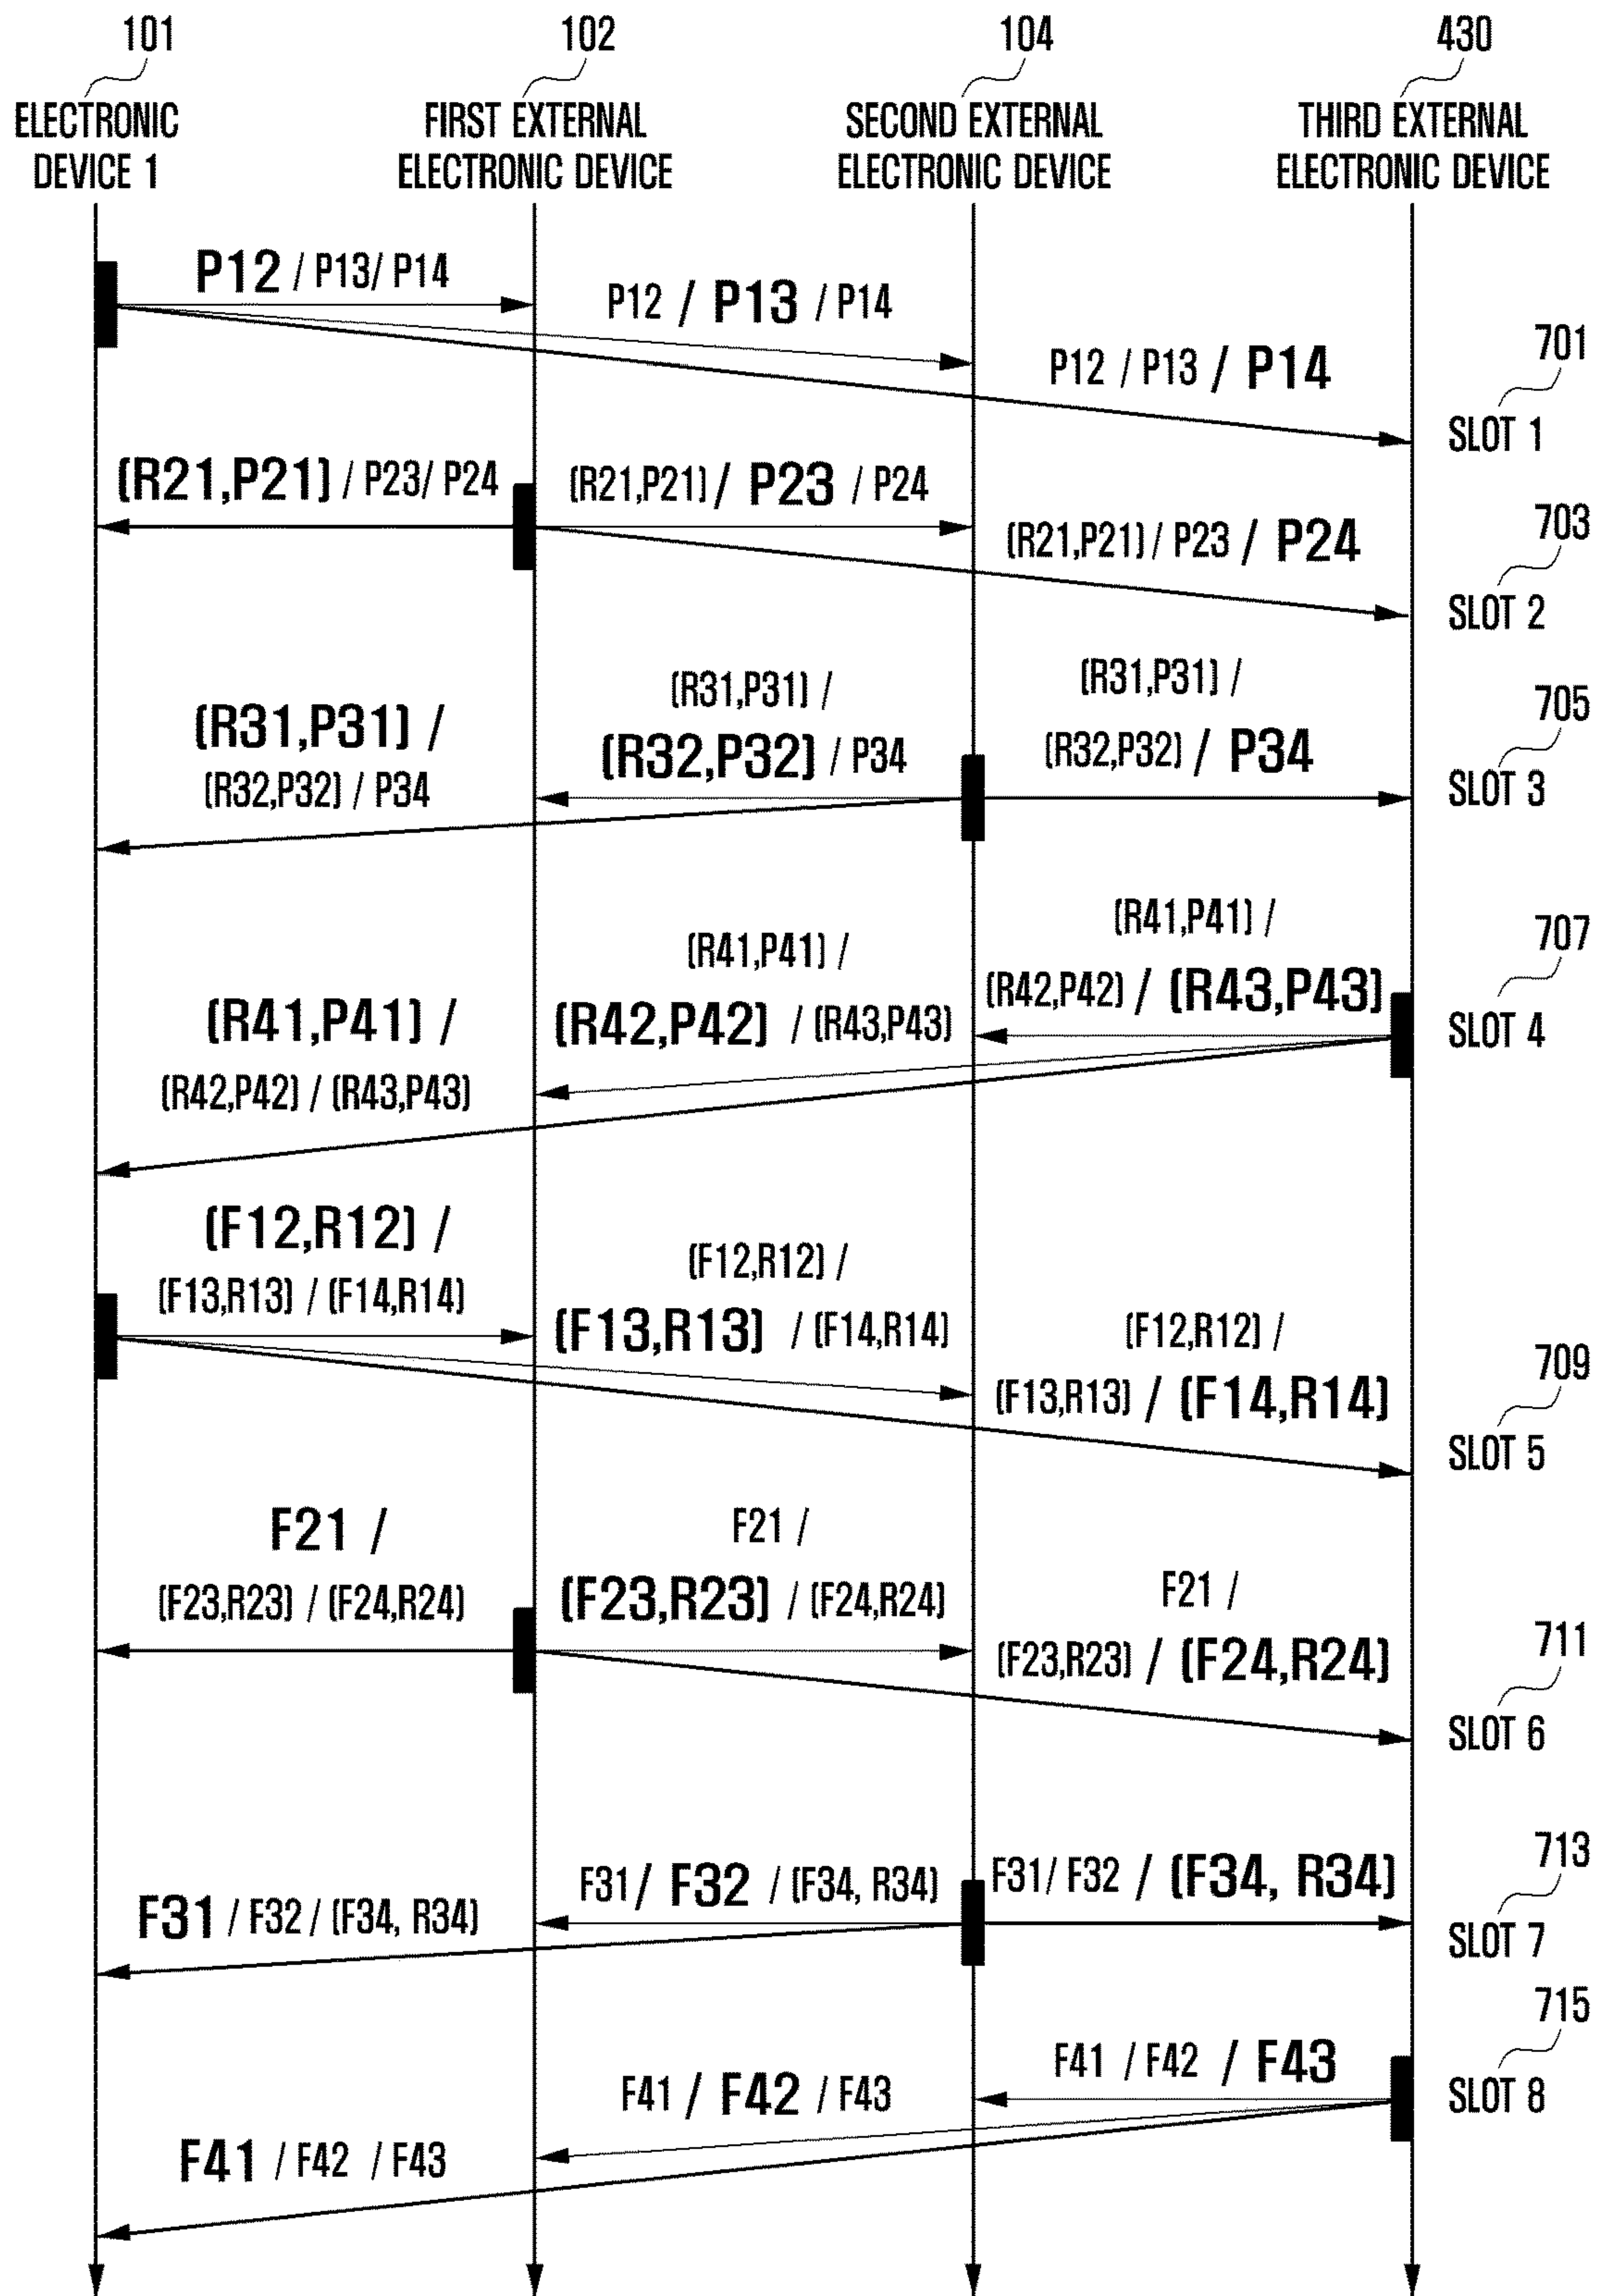 101
102
104
430
ELECTRONIC
DEVICE 1
FIRST EXTERNAL
ELECTRONIC DEVICE
SECOND EXTERNAL
ELECTRONIC DEVICE
THIRD EXTERNAL
ELECTRONIC DEVICE
P12 / P13/ P14
P12 / P13 / P14
P12 / P13 / P14
701
SLOT 1
(R21,P21) / P23/ P24
(R21,P21) / P23 / P24
(R21,P21) / P23 / P24
703
SLOT 2
(R31,P31) /
(R32,P32) / P34
(R31,P31) /
(R32,P32) / P34
(R31,P31) /
(R32,P32) / P34
705
SLOT 3
(R41,P41) /
(R42,P42) / (R43,P43)
(R41,P41) /
(R42,P42) / (R43,P43)
(R41,P41) /
(R42,P42) / (R43,P43)
707
SLOT 4
(F12,R12) /
(F13,R13) / (F14,R14)
(F12,R12) /
(F13,R13) / (F14,R14)
(F12,R12) /
(F13,R13) / (F14,R14)
709
SLOT 5
F21 /
(F23,R23) / (F24,R24)
F21 /
(F23,R23) / (F24,R24)
F21 /
(F23,R23) / (F24,R24)
711
SLOT 6
F31 / F32 / (F34, R34)
F31 / F32 / (F34, R34)
F31/ F32 / (F34, R34)
713
SLOT 7
F41 / F42 / F43
F41 / F42 / F43
F41 / F42 / F43
715
SLOT 8